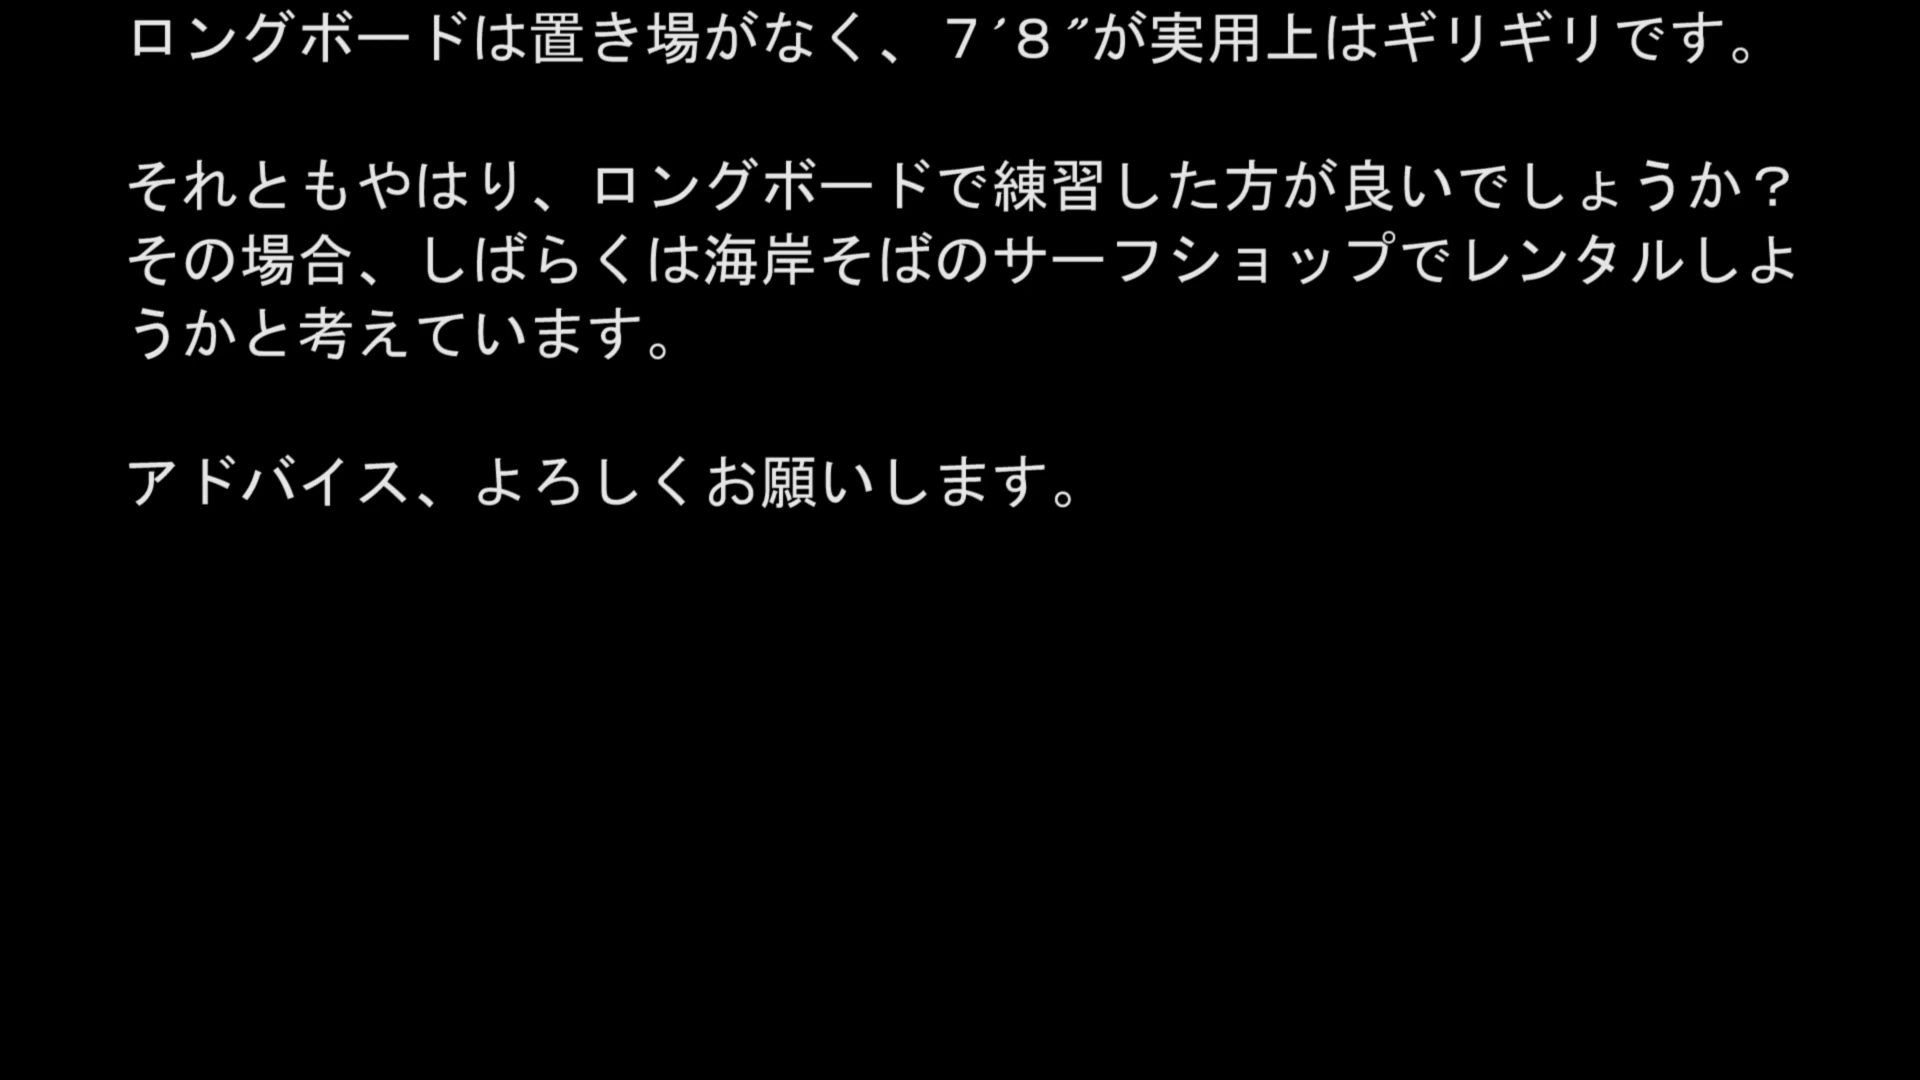 ロングボードは置き場がなく、７′８″が実用上はギリギリです。
それともやはり、ロングボードで練習した方が良いでしょうか？
その場合、しばらくは海岸そばのサーフショップでレンタルしよ
うかと考えています。
アドバイス、よろしくお願いします。